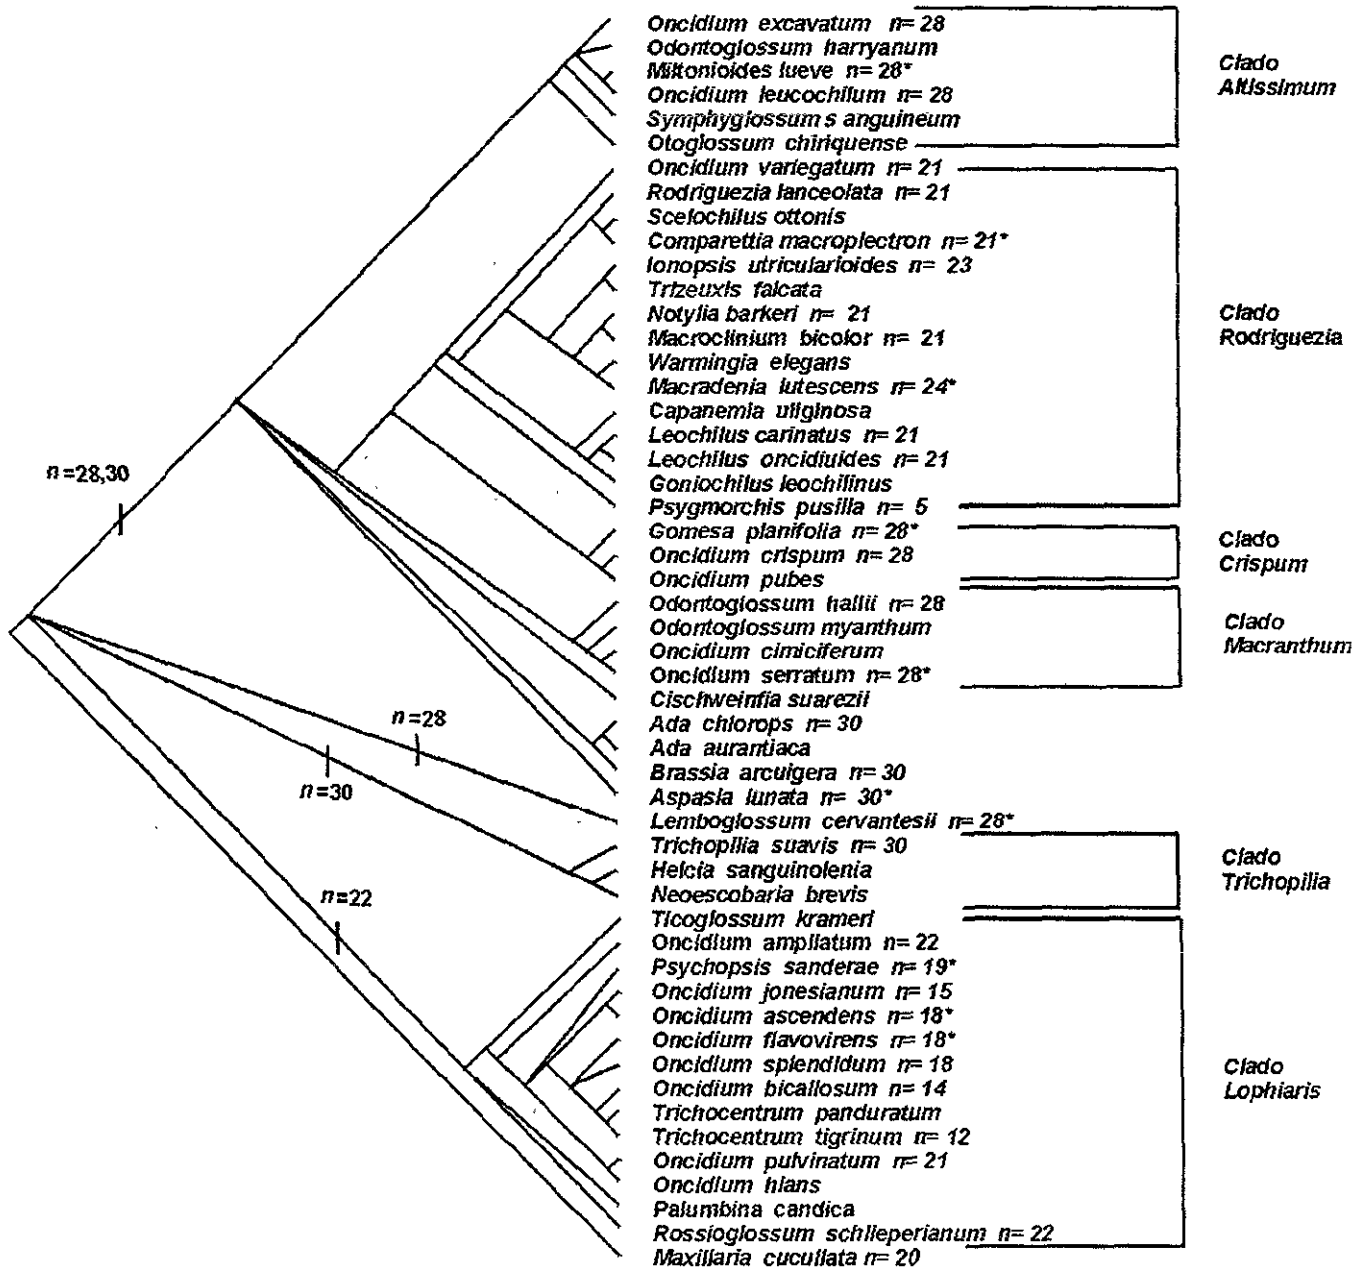 Oncidium excavatum n= 28
Odontoglossum harryanum
Miltonioides lueve n= 28*
Oncidium leucochilum n= 28
Symphyglossum s anguineum
Otoglossum chiriquense
Clado
Altissimum
Oncidium variegatum n= 21
Rodriguezia lanceolata n= 21
Scelochilus ottonis
Comparettia macroplectron n= 21*
Ionopsis utricularioides n= 23
Trizeuxis falcata
Notylia barkeri n= 21
Macroclinium bicolor n= 21
Warmingia elegans
Macradenia lutescens n= 24*
Capanemia uliginosa
Leochilus carinatus n= 21
Leochilus oncidiuides n= 21
Goniochilus leochilinus
Psygmorchis pusilla n= 5
Clado
Rodriguezia
Gomesa planifolia n= 28*
Oncidium crispum n= 28
Oncidium pubes
Clado
Crispum
Odontoglossum hallii n= 28
Odontoglossum myanthum
Oncidium cimiciferum
Oncidium serratum n= 28*
Clado
Macranthum
Cischweinfia suarezii
Ada chlorops n= 30
Ada aurantiaca
Brassia arcuigera n= 30
Aspasia lunata n= 30*
Lemboglossum cervantesii n= 28*
Trichopilia suavis n= 30
Helcia sanguinolenia
Neoescobaria brevis
Clado
Trichopilia
Ticoglossum krameri
Oncidium ampliatum n= 22
Psychopsis sanderae n= 19*
Oncidium jonesianum n= 15
Oncidium ascendens n= 18*
Oncidium flavovirens n= 18*
Oncidium splendidum n= 18
Oncidium bicallosum n= 14
Trichocentrum panduratum
Trichocentrum tigrinum n= 12
Oncidium pulvinatum n= 21
Oncidium hians
Palumbina candica
Rossioglossum schlieperianum n= 22
Maxillaria cucullata n= 20
Clado
Lophiaris
n=28,30
n=28
n=30
n=22